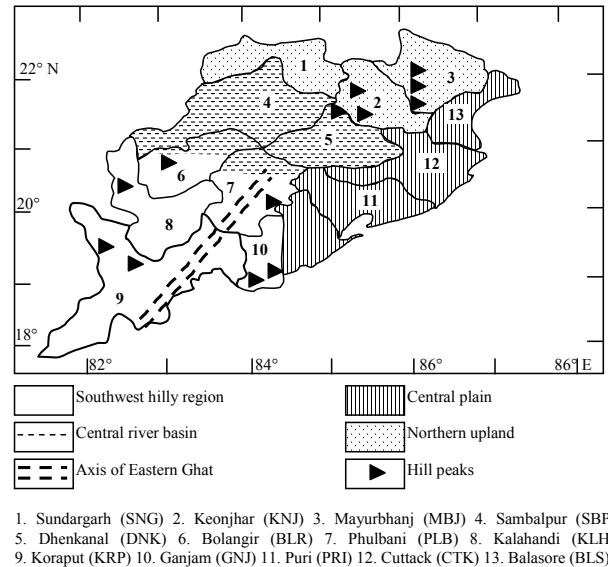 22° N
20°
18°
82° 84° 86° 86° E
1
2
3
4
5
6
7
8
9
10
11
12
13
Southwest hilly region Central plain
Central river basin Northern upland
Axis of Eastern Ghat Hill peaks
1. Sundargarh (SNG) 2. Keonjhar (KNJ) 3. Mayurbhanj (MBJ) 4. Sambalpur (SBP
5. Dhenkanal (DNK) 6. Bolangir (BLR) 7. Phulbani (PLB) 8. Kalahandi (KLH
9. Koraput (KRP) 10. Ganjam (GNJ) 11. Puri (PRI) 12. Cuttack (CTK) 13. Balasore (BLS)